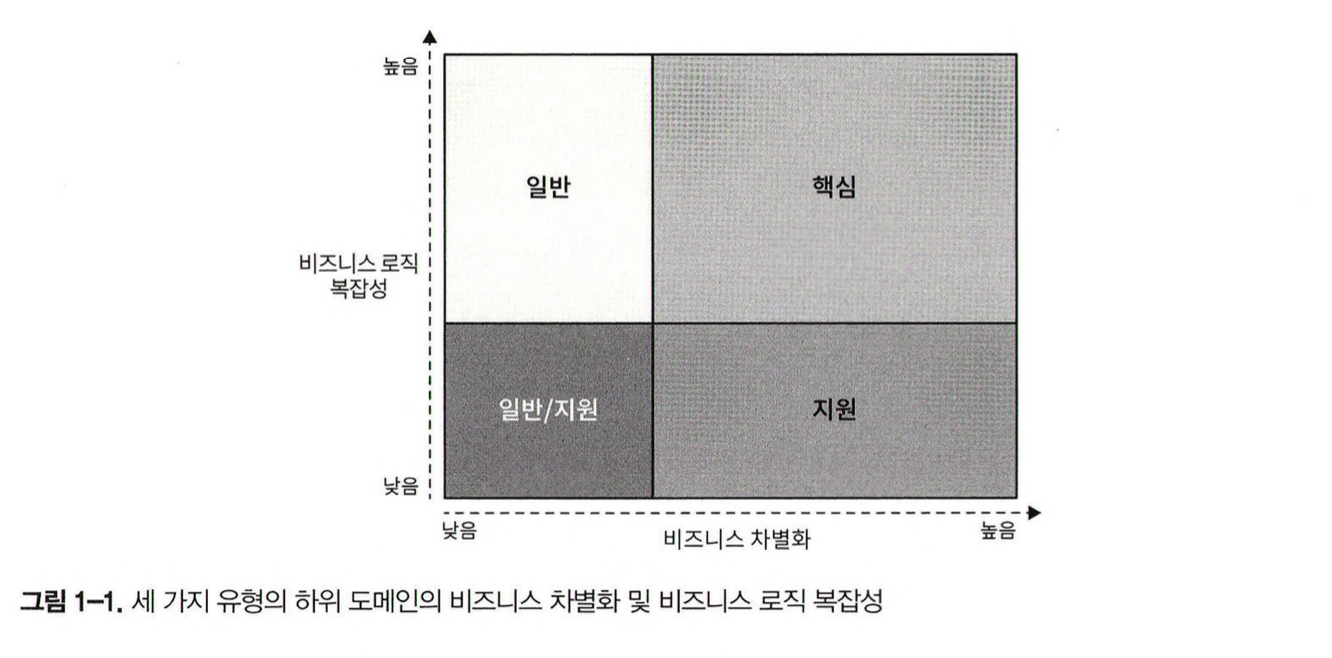 높음
일반
핵심
비즈니스 로직
복잡성
일반/지원
지원
낮음
낮음
비즈니스 차별화
높음
그림 1-1. 세 가지 유형의 하위 도메인의 비즈니스 차별화 및 비즈니스 로직 복잡성